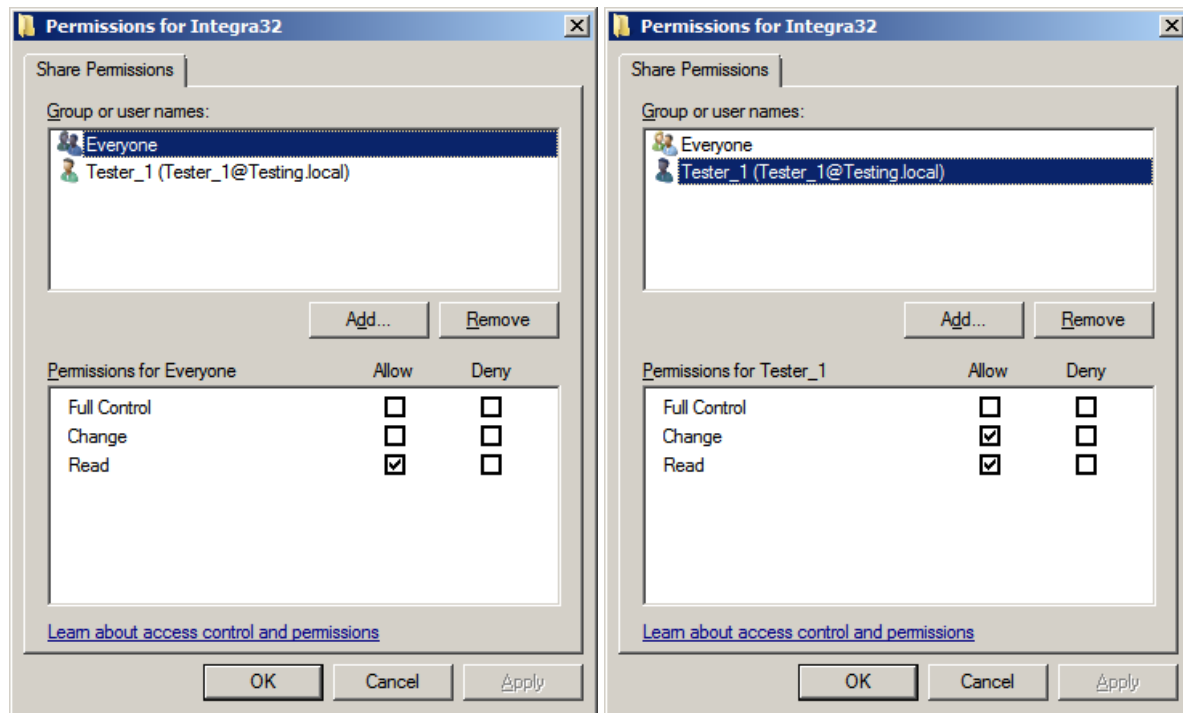 Permissions for Integra32
Share Permissions
Group or user names:
Everyone
Tester_1 (Tester_1@Testing.local)
Add... Remove
Permissions for Everyone Allow Deny
Full Control
Change
Read
Learn about access control and permissions
OK Cancel Apply
Permissions for Integra32
Share Permissions
Group or user names:
Everyone
Tester_1 (Tester_1@Testing.local)
Add... Remove
Permissions for Tester_1 Allow Deny
Full Control
Change
Read
Learn about access control and permissions
OK Cancel Apply